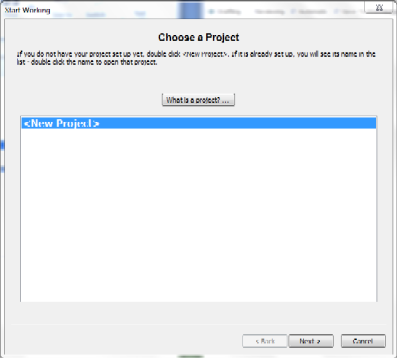 Start Working
Choose a Project
If you do not have your project set up yet, double click <New Project>. If it is already set up, you will see its name in the
list - double click the name to open that project.
What is a project? ...
<New Project>
< Back
Next >
Cancel